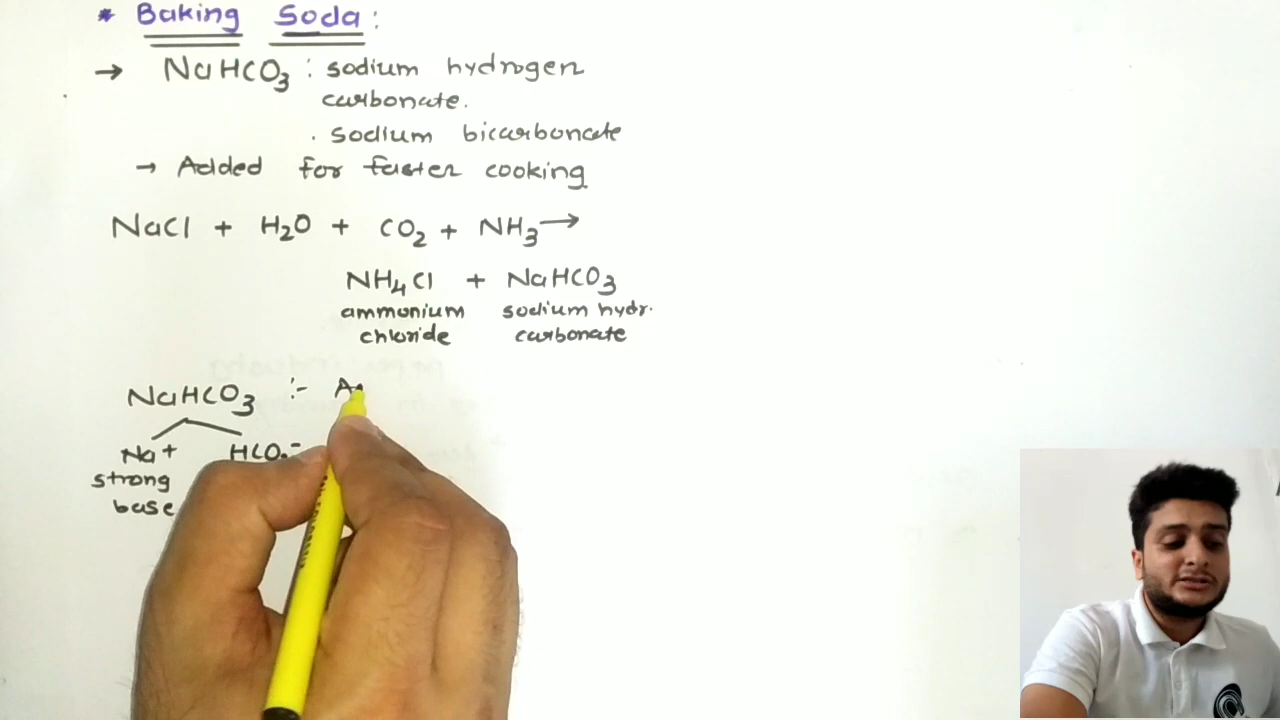 * Baking Soda:
→ NaHCO3 : sodium hydrogen
carbonate.
. sodium bicarbonate
→ Added for faster cooking
NaCl + H2O + CO2 + NH3 →
NH4Cl + NaHCO3
ammonium sodium hydr.
chloride carbonate
NaHCO3 :-
Na+
strong
base